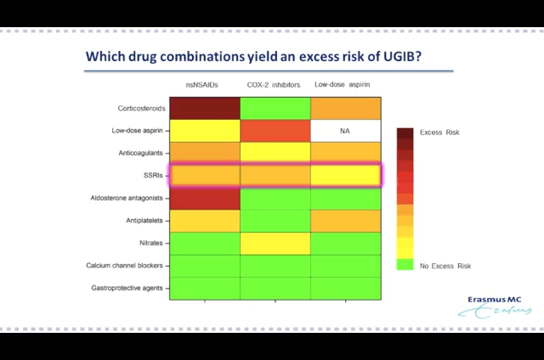 Which drug combinations yield an excess risk of UGIB?
nsNSAIDs COX-2 inhibitors Low-dose aspirin
Corticosteroids
Low-dose aspirin NA
Anticoagulants
SSRIs
Aldosterone antagonists
Antiplatelets
Nitrates
Calcium channel blockers
Gastroprotective agents
Excess Risk
No Excess Risk
Erasmus MC
Erasmus